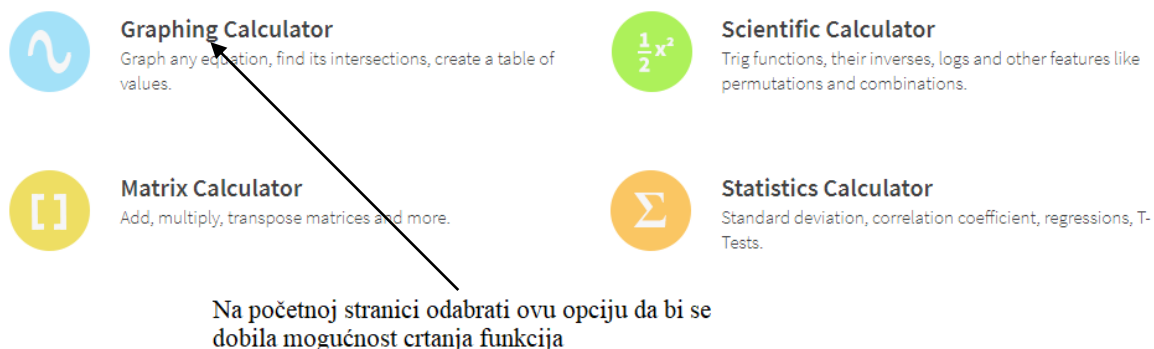 Graphing Calculator
Graph any equation, find its intersections, create a table of
values.
Scientific Calculator
Trig functions, their inverses, logs and other features like
permutations and combinations.
Matrix Calculator
Add, multiply, transpose matrices and more.
Statistics Calculator
Standard deviation, correlation coefficient, regressions, T-
Tests.
½x²
[ ]
Σ
Na početnoj stranici odabrati ovu opciju da bi se
dobila mogućnost crtanja funkcija